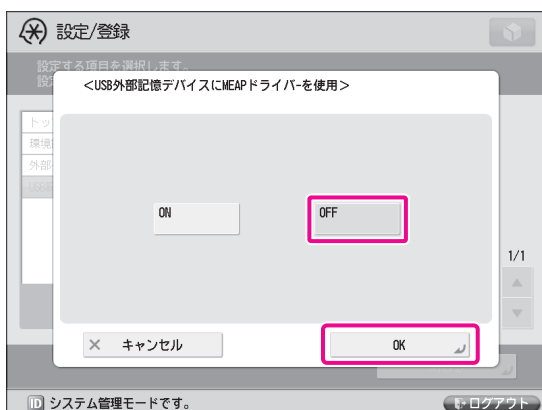 設定/登録
設定する項目を選択します。
設定
<USB外部記憶デバイスにMEAPドライバーを使用>
トッ
環境
外部
USB
ON
OFF
1/1
キャンセル
OK
システム管理モードです。
ログアウト